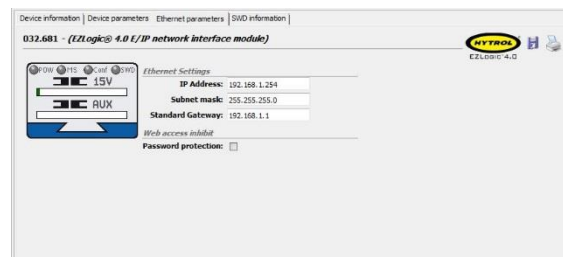 Device information Device parameters Ethernet parameters SWD information
032.681 - (EZLogic® 4.0 E/IP network interface module)
HYTROL
EZLOGIC 4.0
POW MS Conf SWD
15V
AUX
Ethernet Settings
IP Address: 192.168.1.254
Subnet mask: 255.255.255.0
Standard Gateway: 192.168.1.1
Web access inhibit
Password protection: